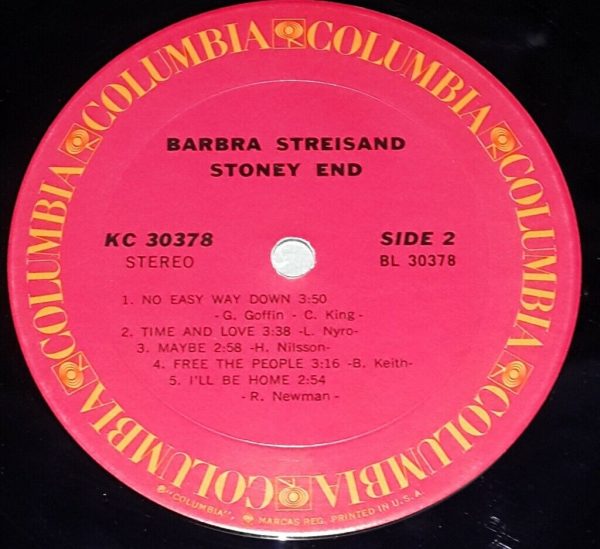 COLUMBIA COLUMBIA COLUMBIA COLUMBIA COLUMBIA COLUMBIA COLUMBIA
BARBRA STREISAND
STONEY END
KC 30378 SIDE 2
STEREO BL 30378
1. NO EASY WAY DOWN 3:50
- G. Goffin - C. King -
2. TIME AND LOVE 3:38 -L. Nyro-
3. MAYBE 2:58 -H. Nilsson-
4. FREE THE PEOPLE 3:16 -B. Keith-
5. I'LL BE HOME 2:54
- R. Newman -
"COLUMBIA", MARCAS REG. PRINTED IN U.S.A.